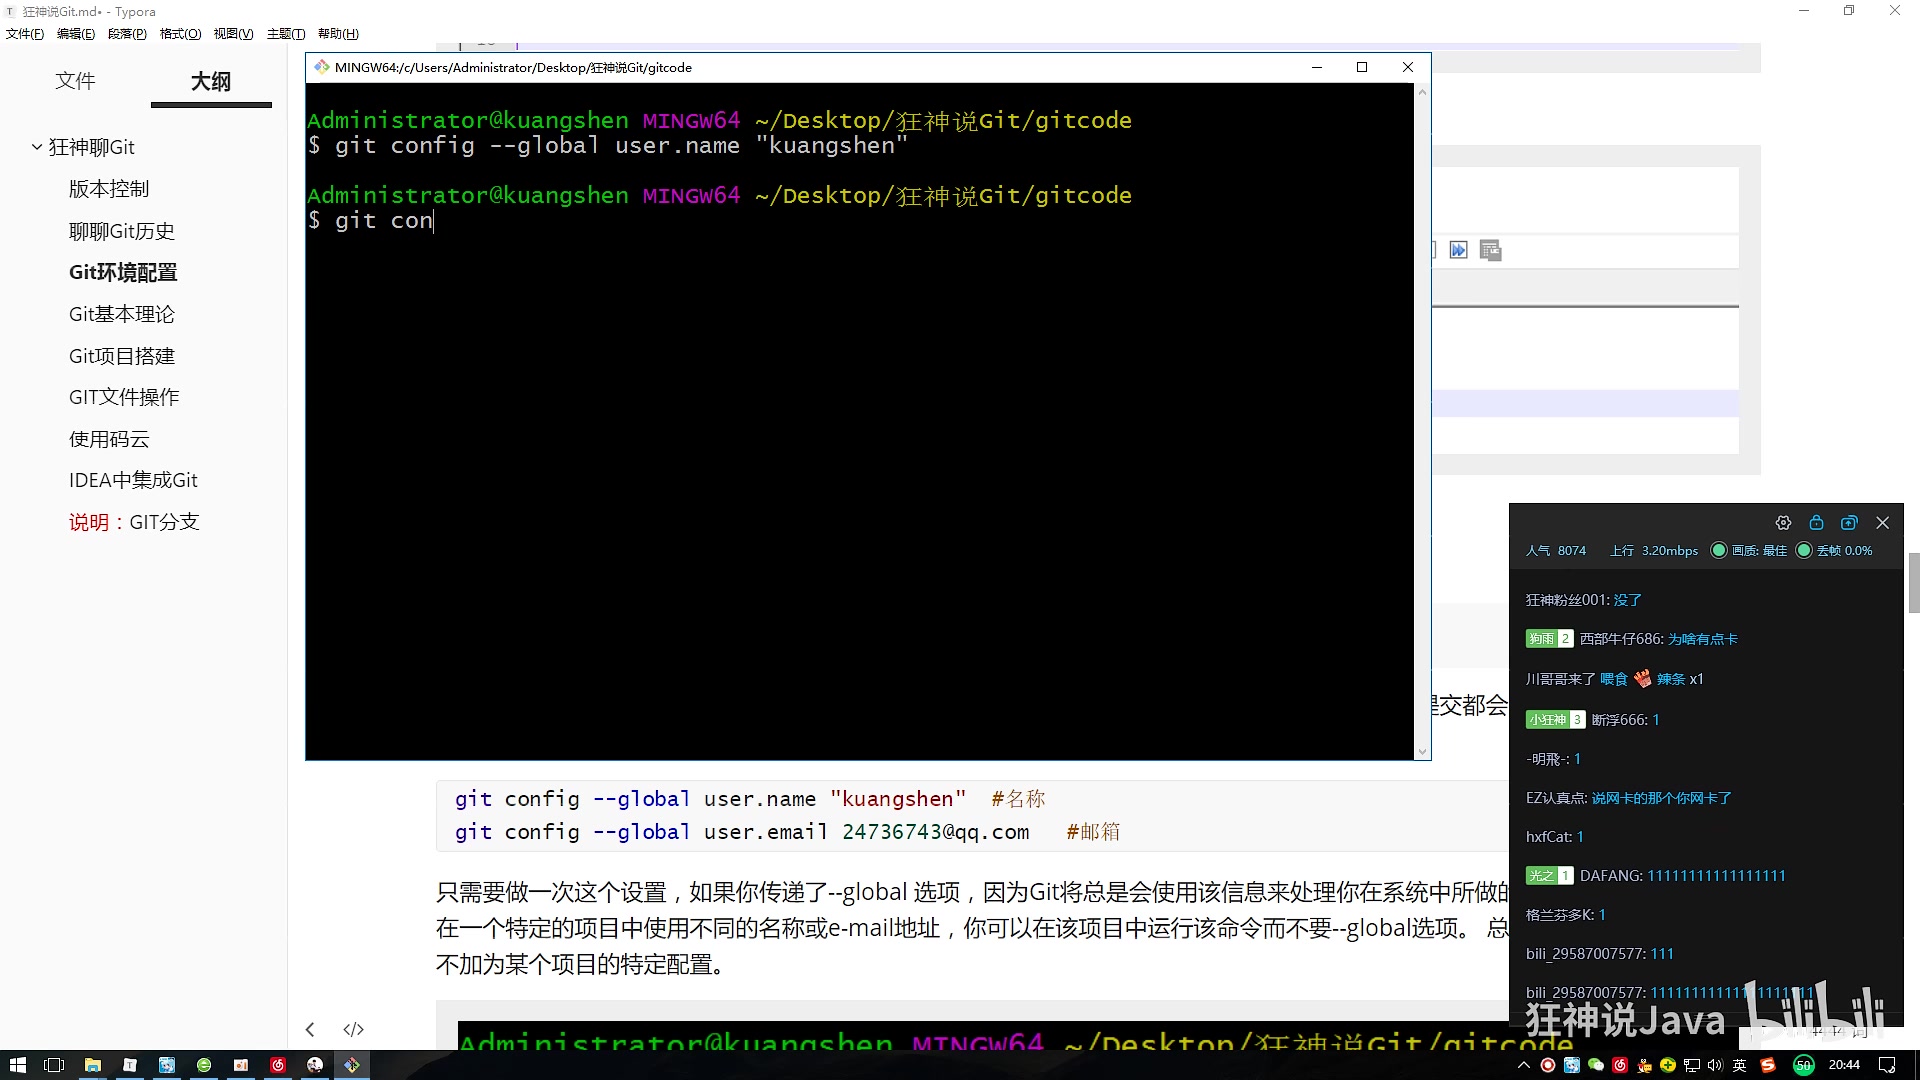 狂神说Git.md• - Typora
文件(F) 编辑(E) 段落(P) 格式(O) 视图(V) 主题(T) 帮助(H)
文件
大纲
狂神聊Git
版本控制
聊聊Git历史
Git环境配置
Git基本理论
Git项目搭建
GIT文件操作
使用码云
IDEA中集成Git
说明：GIT分支
MINGW64:/c/Users/Administrator/Desktop/狂神说Git/gitcode
Administrator@kuangshen MINGW64 ~/Desktop/狂神说Git/gitcode
$ git config --global user.name "kuangshen"
Administrator@kuangshen MINGW64 ~/Desktop/狂神说Git/gitcode
$ git con
交都会
git config --global user.name "kuangshen" #名称
git config --global user.email 24736743@qq.com #邮箱
只需要做一次这个设置，如果你传递了--global 选项，因为Git将总是会使用该信息来处理你在系统中所做的
在一个特定的项目中使用不同的名称或e-mail地址，你可以在该项目中运行该命令而不要--global选项。 总
不加为某个项目的特定配置。
Administrator@kuangshen MINGW64 ~/Desktop/狂神说Git/gitcode
人气 8074 上行 3.20mbps 画质: 最佳 丢帧 0.0%
狂神粉丝001: 没了
狗雨 2 西部牛仔686: 为啥有点卡
川哥哥来了 喂食 辣条 x1
小狂神 3 断浮666: 1
-明飛-: 1
EZ认真点: 说网卡的那个你网卡了
hxfCat: 1
光之 1 DAFANG: 11111111111111111
格兰芬多K: 1
bili_29587007577: 111
bili_29587007577:
狂神说Java bilibili
英
50
20:44